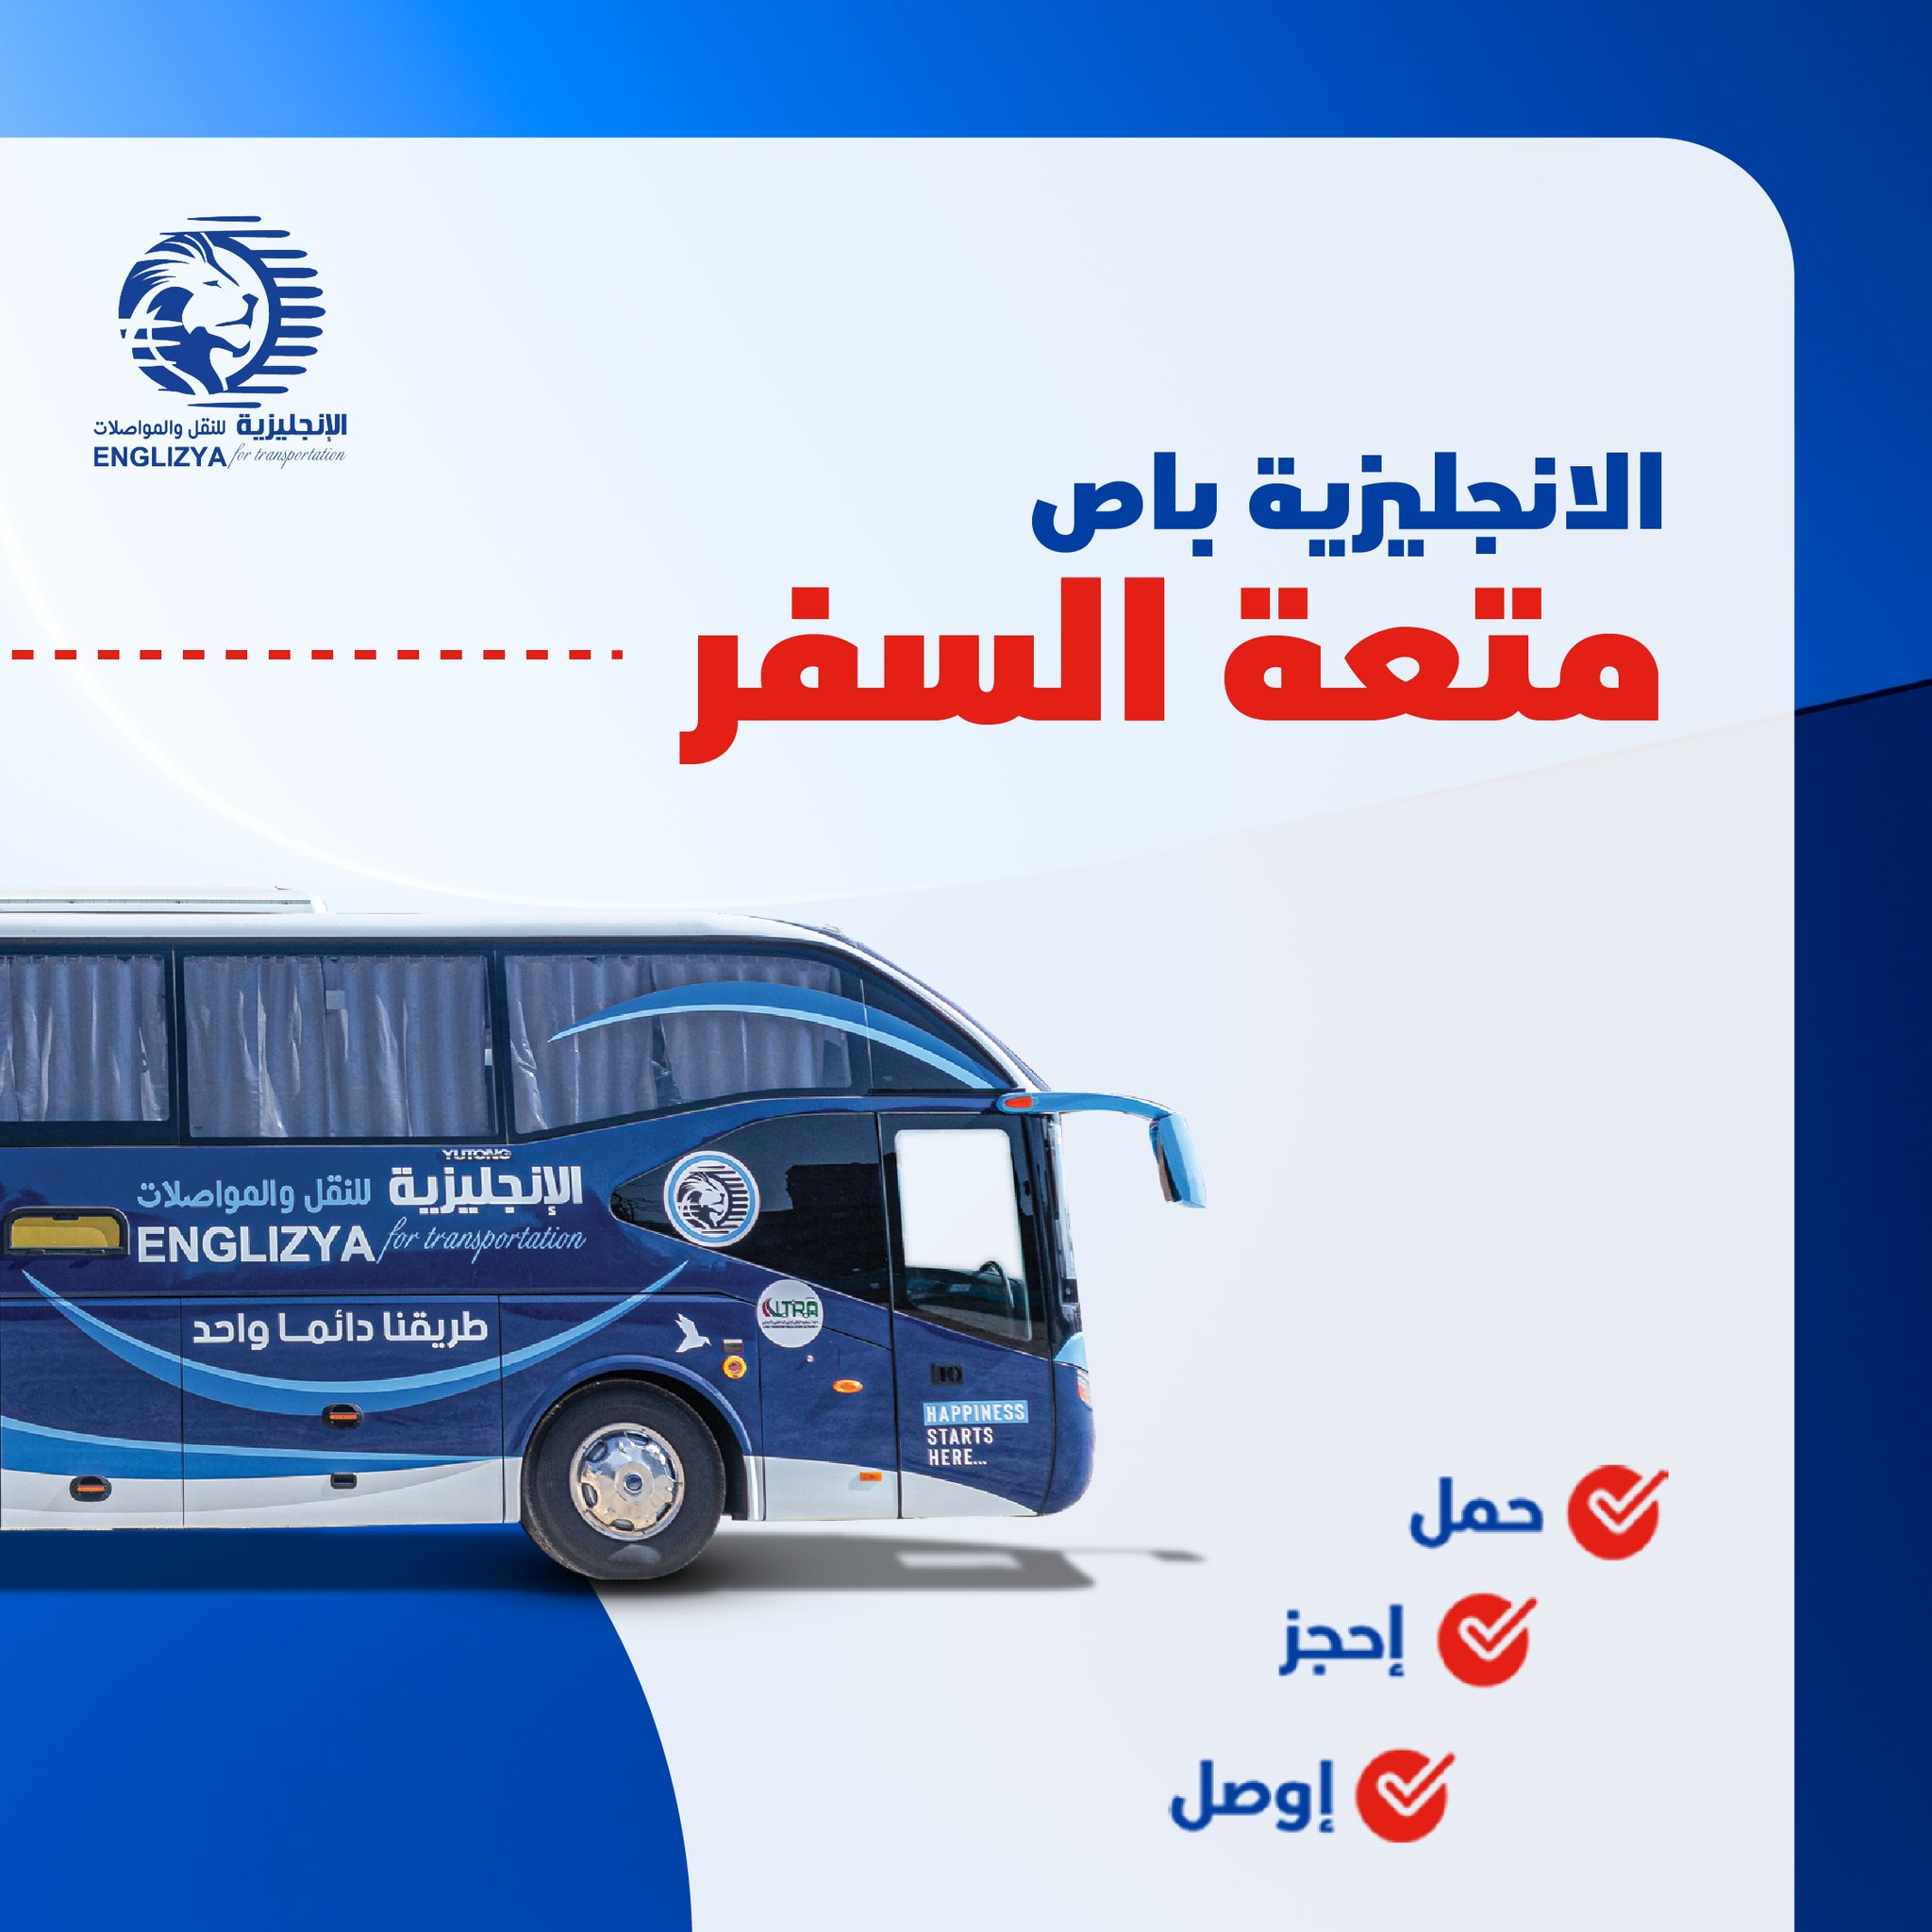 الإنجليزية للنقل والمواصلات
ENGLIZYA for transportation
الانجليزية باص
متعة السفر
YUTONG
الإنجليزية للنقل والمواصلات
ENGLIZYA for transportation
طريقنا دائمـا واحد
LTRA
HAPPINESS
STARTS
HERE...
حمل
إحجز
إوصل